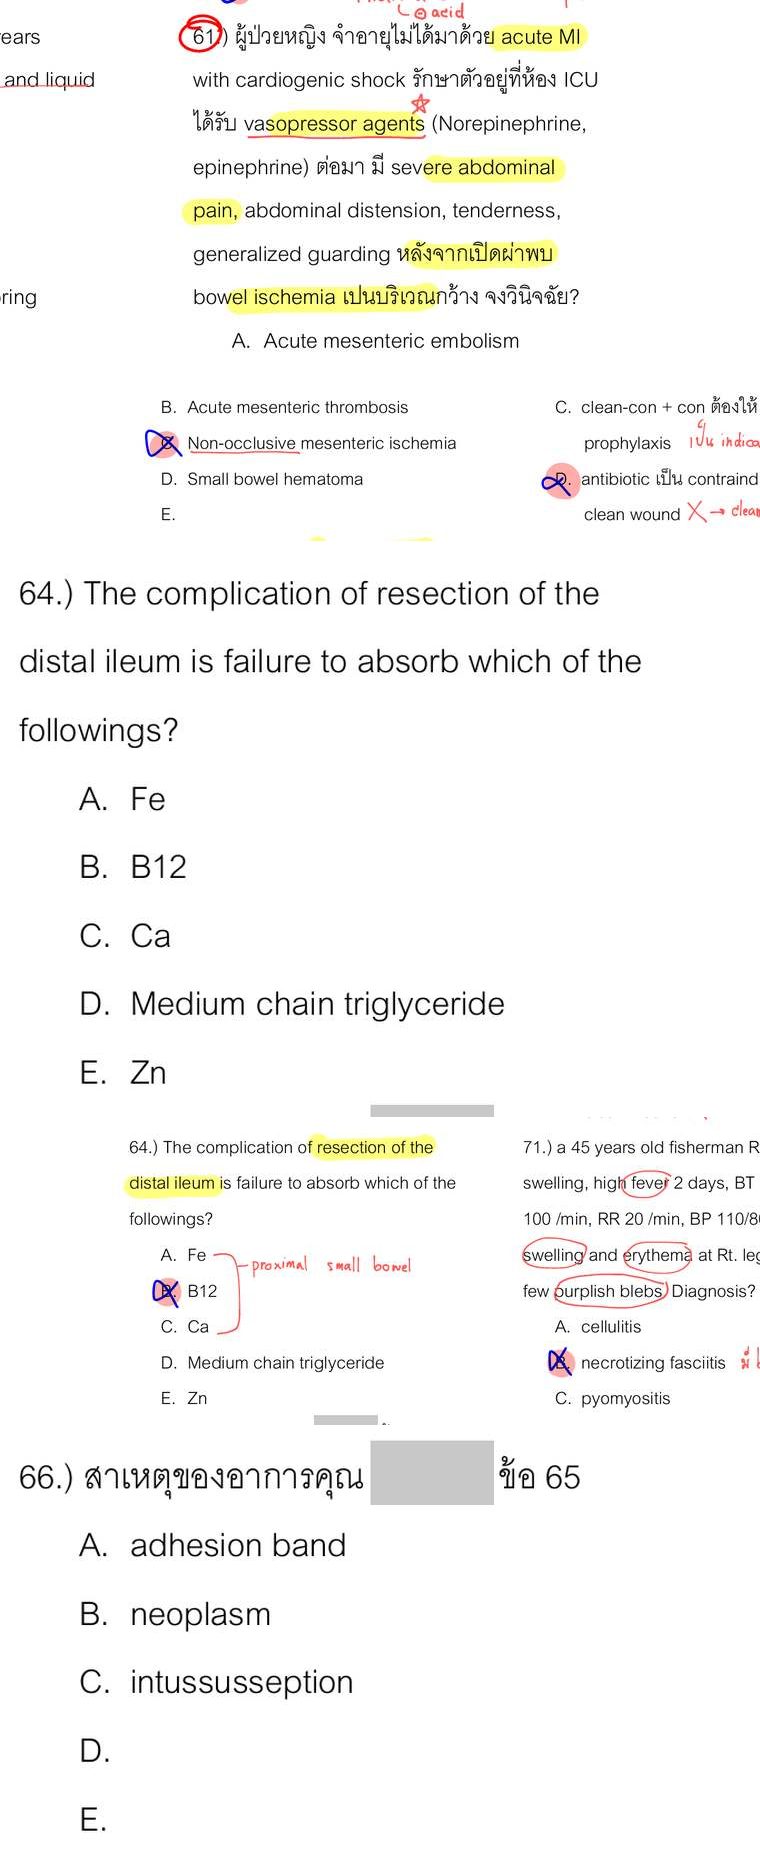 ⊖ acid
ears
61.) ผู้ป่วยหญิง จำอายุไม่ได้มาด้วย acute MI
and liquid
with cardiogenic shock รักษาตัวอยู่ที่ห้อง ICU
ได้รับ vasopressor agents (Norepinephrine,
epinephrine) ต่อมา มี severe abdominal
pain, abdominal distension, tenderness,
generalized guarding หลังจากเปิดผ่าพบ
ring
bowel ischemia เปนบริเวณกว้าง จงวินิจฉัย?
A. Acute mesenteric embolism
B. Acute mesenteric thrombosis
Non-occlusive mesenteric ischemia
D. Small bowel hematoma
E.
C. clean-con + con ต้องให้
prophylaxis เป็น indica
D. antibiotic เป็น contraind
clean wound X → clean
64.) The complication of resection of the
distal ileum is failure to absorb which of the
followings?
A. Fe
B. B12
C. Ca
D. Medium chain triglyceride
E. Zn
64.) The complication of resection of the
distal ileum is failure to absorb which of the
followings?
A. Fe
proximal small bowel
B. B12
C. Ca
D. Medium chain triglyceride
E. Zn
71.) a 45 years old fisherman R
swelling, high fever 2 days, BT
100 /min, RR 20 /min, BP 110/8
swelling and erythema at Rt. leg
few purplish blebs Diagnosis?
A. cellulitis
B. necrotizing fasciitis
C. pyomyositis
66.) สาเหตุของอาการคุณ ข้อ 65
A. adhesion band
B. neoplasm
C. intussusception
D.
E.